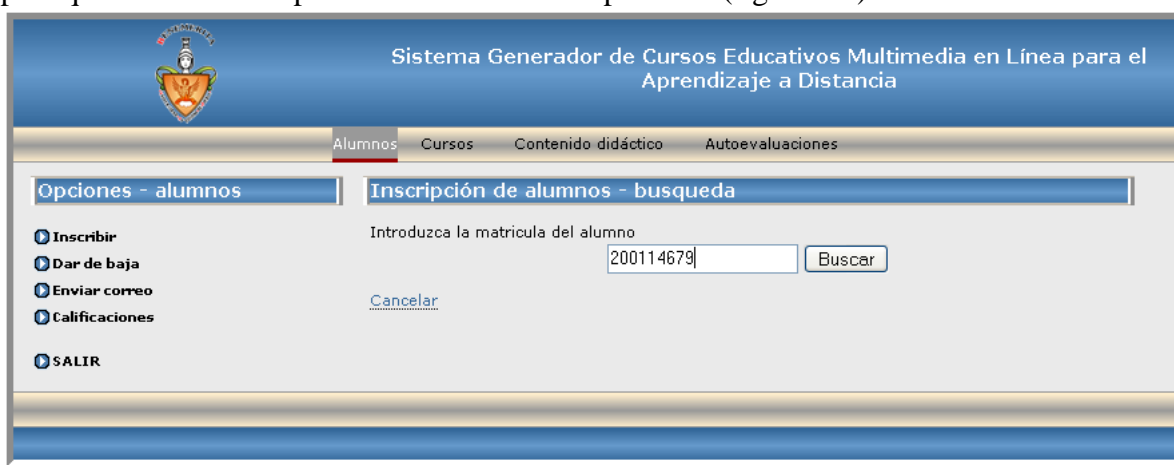 Sistema Generador de Cursos Educativos Multimedia en Línea para el
Aprendizaje a Distancia
Alumnos Cursos Contenido didáctico Autoevaluaciones
Opciones - alumnos
Inscribir
Dar de baja
Enviar correo
Calificaciones
SALIR
Inscripción de alumnos - busqueda
Introduzca la matricula del alumno
200114679 Buscar
Cancelar